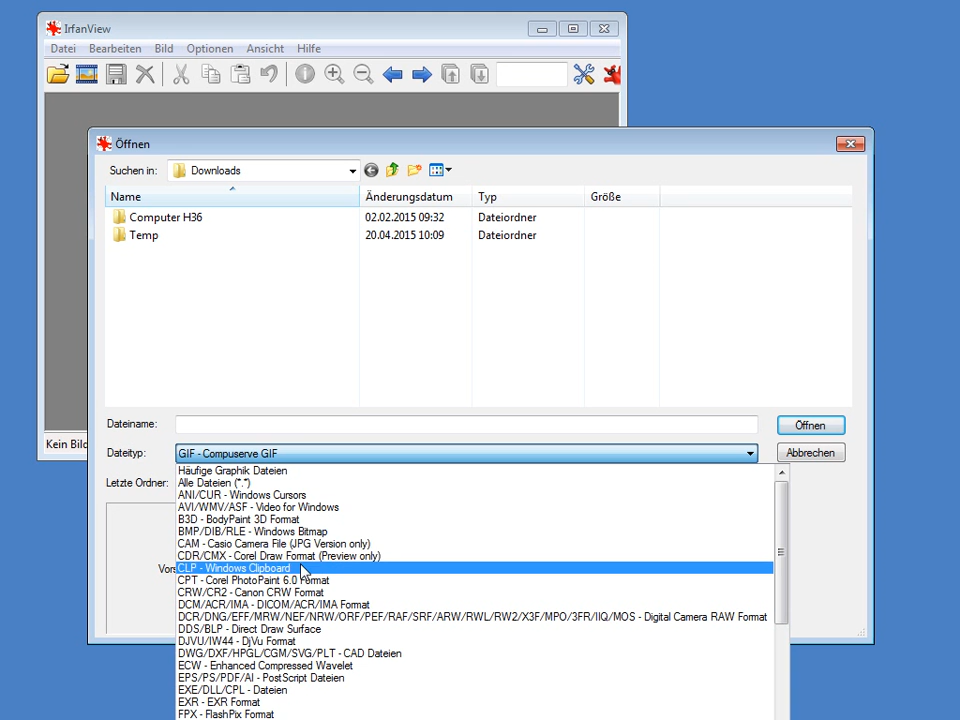 IrfanView
Datei Bearbeiten Bild Optionen Ansicht Hilfe
Öffnen
Suchen in: Downloads
Name Änderungsdatum Typ Größe
Computer H36 02.02.2015 09:32 Dateiordner
Temp 20.04.2015 10:09 Dateiordner
Dateiname: Öffnen
Kein Bild
Dateityp: GIF - Compuserve GIF Abbrechen
Häufige Graphik Dateien
Letzte Ordner: Alle Dateien (*.*)
ANI/CUR - Windows Cursors
AVI/WMV/ASF - Video for Windows
B3D - BodyPaint 3D Format
BMP/DIB/RLE - Windows Bitmap
CAM - Casio Camera File (JPG Version only)
CDR/CMX - Corel Draw Format (Preview only)
CLP - Windows Clipboard
CPT - Corel PhotoPaint 6.0 Format
CRW/CR2 - Canon CRW Format
DCM/ACR/IMA - DICOM/ACR/IMA Format
DCR/DNG/EFF/MRW/NEF/NRW/ORF/PEF/RAF/SRF/ARW/RWL/RW2/X3F/MPO/3FR/IIQ/MOS - Digital Camera RAW Format
DDS/BLP - Direct Draw Surface
DJVU/IW44 - DjVu Format
DWG/DXF/HPGL/CGM/SVG/PLT - CAD Dateien
ECW - Enhanced Compressed Wavelet
EPS/PS/PDF/AI - PostScript Dateien
EXE/DLL/CPL - Dateien
EXR - EXR Format
FPX - FlashPix Format